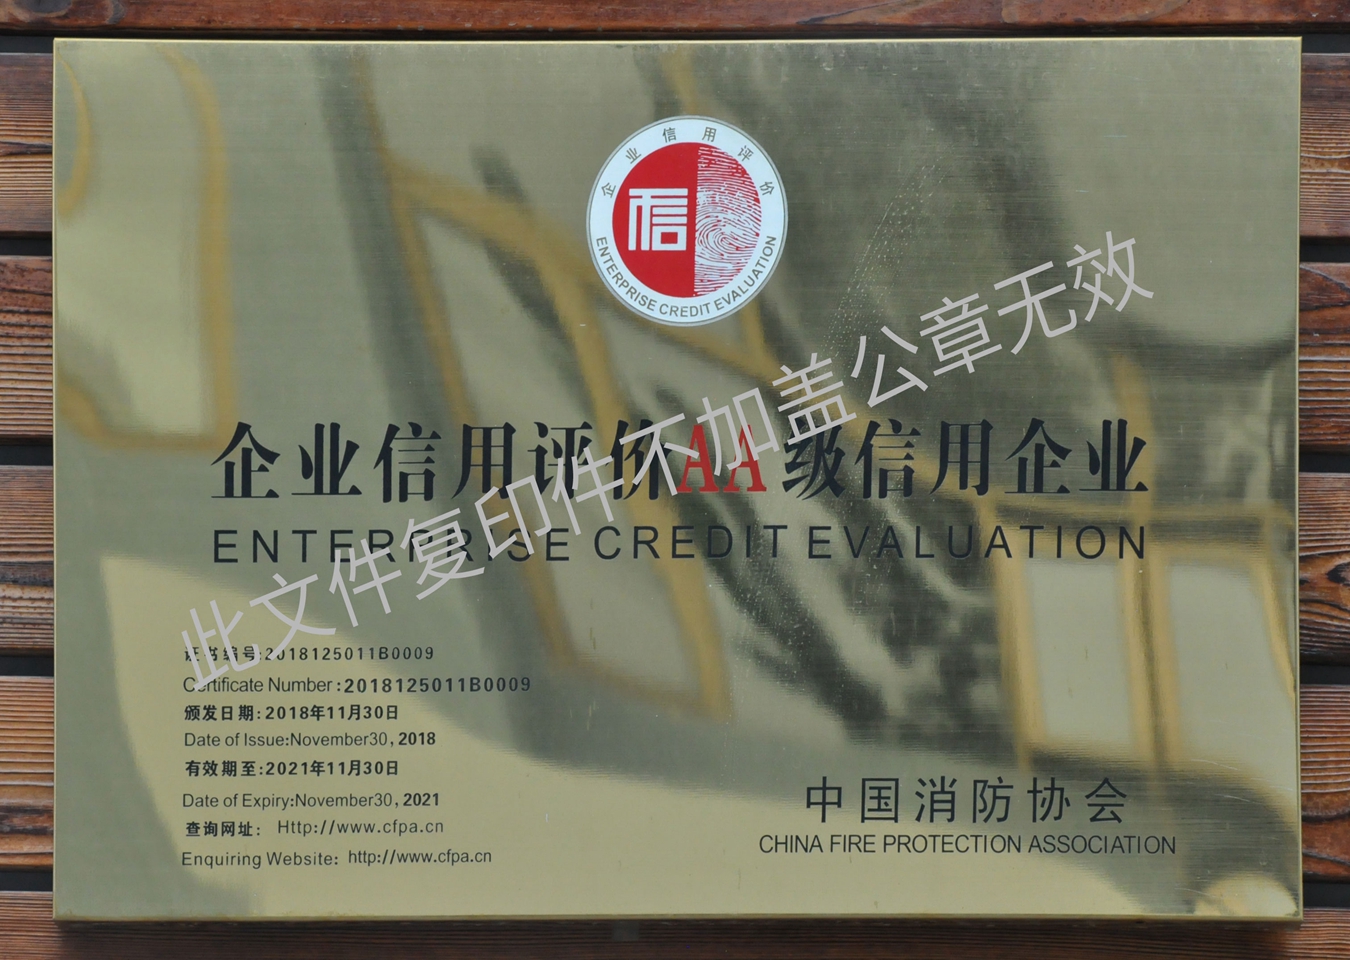 企业信用评价
信
ENTERPRISE CREDIT EVALUATION
企业信用评价AA级信用企业
ENTERPRISE CREDIT EVALUATION
此文件复印件不加盖公章无效
证书编号:2018125011B0009
Certificate Number:2018125011B0009
颁发日期:2018年11月30日
Date of Issue:November30, 2018
有效期至:2021年11月30日
Date of Expiry:November30, 2021
查询网址: Http://www.cfpa.cn
Enquiring Website: http://www.cfpa.cn
中国消防协会
CHINA FIRE PROTECTION ASSOCIATION